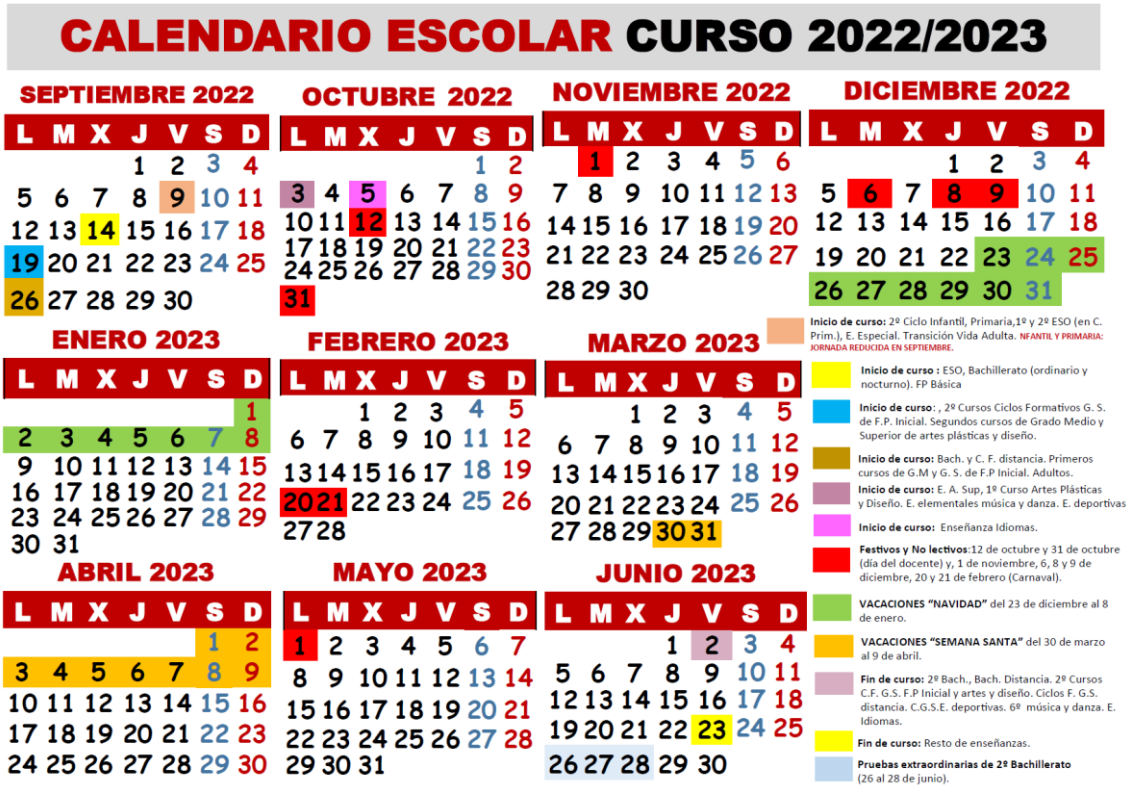 CALENDARIO ESCOLAR CURSO 2022/2023
SEPTIEMBRE 2022
L M X J V S D
1 2 3 4
5 6 7 8 9 10 11
12 13 14 15 16 17 18
19 20 21 22 23 24 25
26 27 28 29 30
OCTUBRE 2022
L M X J V S D
1 2
3 4 5 6 7 8 9
10 11 12 13 14 15 16
17 18 19 20 21 22 23
24 25 26 27 28 29 30
31
NOVIEMBRE 2022
L M X J V S D
1 2 3 4 5 6
7 8 9 10 11 12 13
14 15 16 17 18 19 20
21 22 23 24 25 26 27
28 29 30
DICIEMBRE 2022
L M X J V S D
1 2 3 4
5 6 7 8 9 10 11
12 13 14 15 16 17 18
19 20 21 22 23 24 25
26 27 28 29 30 31
ENERO 2023
L M X J V S D
1
2 3 4 5 6 7 8
9 10 11 12 13 14 15
16 17 18 19 20 21 22
23 24 25 26 27 28 29
30 31
FEBRERO 2023
L M X J V S D
1 2 3 4 5
6 7 8 9 10 11 12
13 14 15 16 17 18 19
20 21 22 23 24 25 26
27 28
MARZO 2023
L M X J V S D
1 2 3 4 5
6 7 8 9 10 11 12
13 14 15 16 17 18 19
20 21 22 23 24 25 26
27 28 29 30 31
ABRIL 2023
L M X J V S D
1 2
3 4 5 6 7 8 9
10 11 12 13 14 15 16
17 18 19 20 21 22 23
24 25 26 27 28 29 30
MAYO 2023
L M X J V S D
1 2 3 4 5 6 7
8 9 10 11 12 13 14
15 16 17 18 19 20 21
22 23 24 25 26 27 28
29 30 31
JUNIO 2023
L M X J V S D
1 2 3 4
5 6 7 8 9 10 11
12 13 14 15 16 17 18
19 20 21 22 23 24 25
26 27 28 29 30
Inicio de curso: 2º Ciclo Infantil, Primaria,1º y 2º ESO (en C.
Prim.), E. Especial. Transición Vida Adulta. NFANTIL Y PRIMARIA:
JORNADA REDUCIDA EN SEPTIEMBRE.
Inicio de curso : ESO, Bachillerato (ordinario y
nocturno). FP Básica
Inicio de curso: , 2º Cursos Ciclos Formativos G. S.
de F.P. Inicial. Segundos cursos de Grado Medio y
Superior de artes plásticas y diseño.
Inicio de curso: Bach. y C. F. distancia. Primeros
cursos de G.M y G. S. de F.P Inicial. Adultos.
Inicio de curso: E. A. Sup, 1º Curso Artes Plásticas
y Diseño. E. elementales música y danza. E. deportivas
Inicio de curso: Enseñanza Idiomas.
Festivos y No lectivos:12 de octubre y 31 de octubre
(día del docente) y, 1 de noviembre, 6, 8 y 9 de
diciembre, 20 y 21 de febrero (Carnaval).
VACACIONES “NAVIDAD” del 23 de diciembre al 8
de enero.
VACACIONES “SEMANA SANTA” del 30 de marzo
al 9 de abril.
Fin de curso: 2º Bach., Bach. Distancia. 2º Cursos
C.F. G.S. F.P Inicial y artes y diseño. Ciclos F. G.S.
distancia. C.G.S.E. deportivas. 6º música y danza. E.
Idiomas.
Fin de curso: Resto de enseñanzas.
Pruebas extraordinarias de 2º Bachillerato
(26 al 28 de junio).